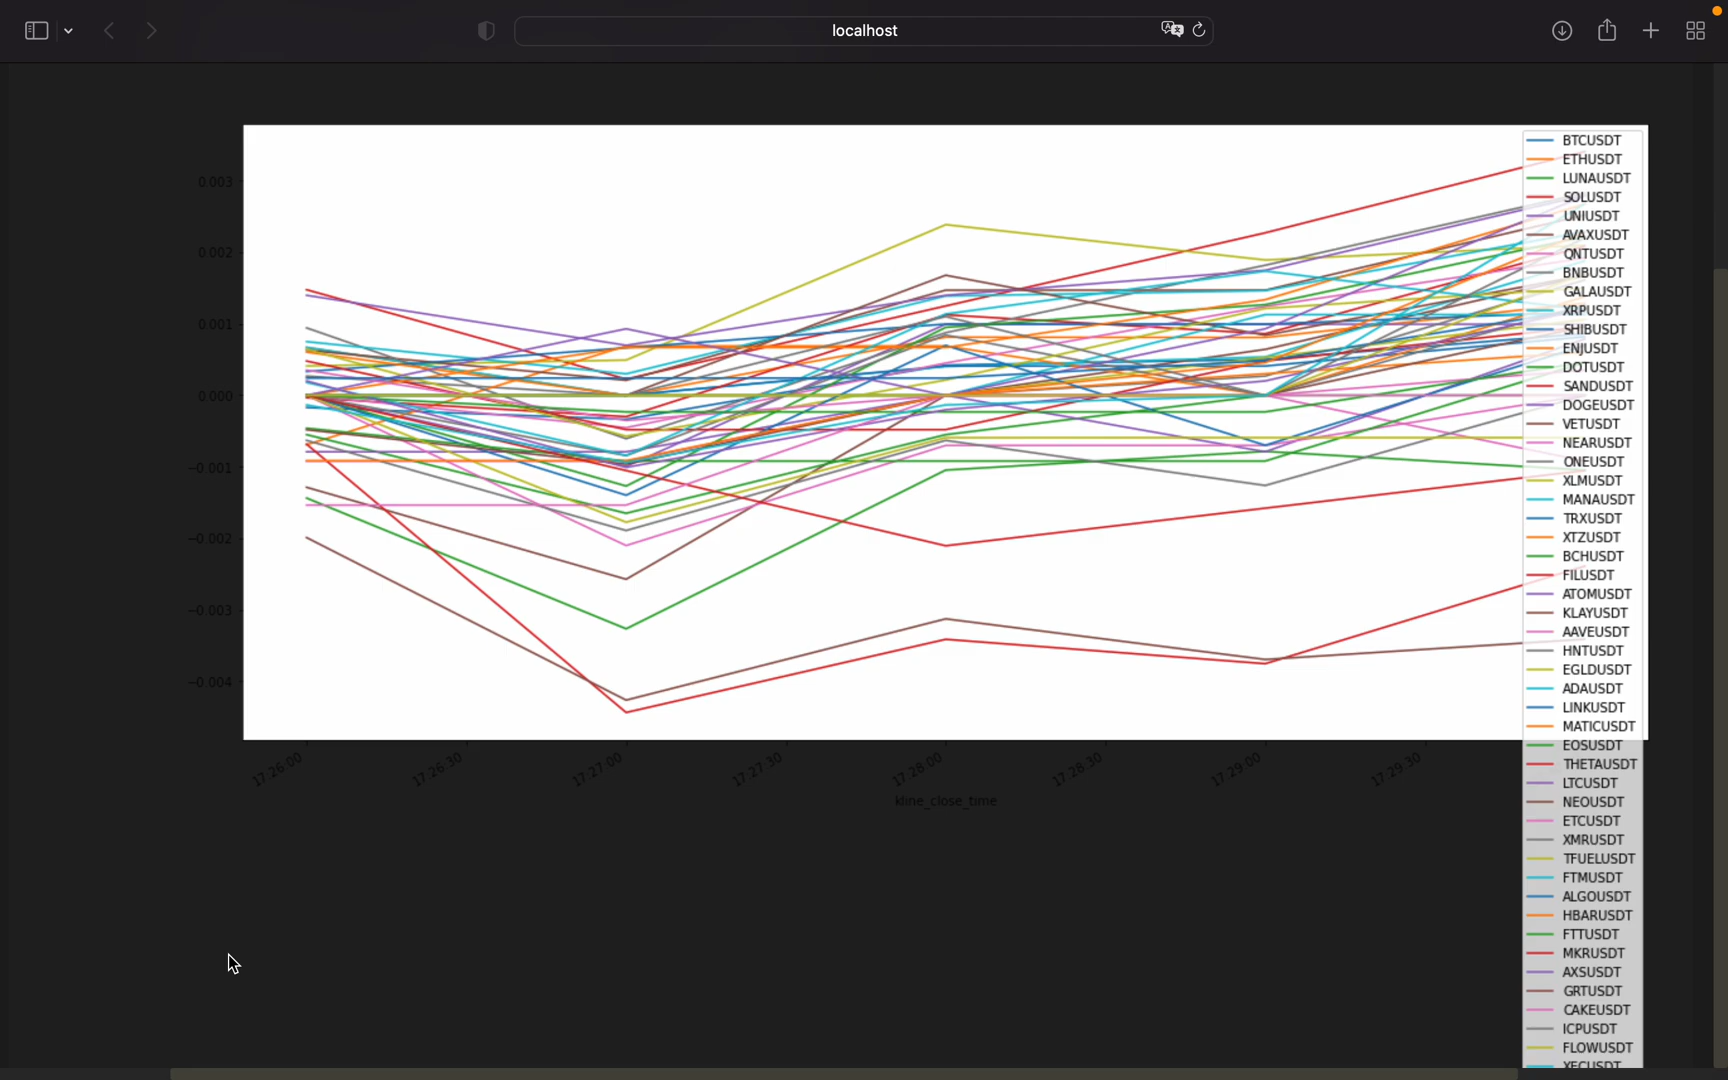 localhost
0.003
0.002
0.001
0.000
−0.001
−0.002
−0.003
−0.004
17:26:00
17:26:30
17:27:00
17:27:30
17:28:00
17:28:30
17:29:00
17:29:30
kline_close_time
BTCUSDT
ETHUSDT
LUNAUSDT
SOLUSDT
UNIUSDT
AVAXUSDT
QNTUSDT
BNBUSDT
GALAUSDT
XRPUSDT
SHIBUSDT
ENJUSDT
DOTUSDT
SANDUSDT
DOGEUSDT
VETUSDT
NEARUSDT
ONEUSDT
XLMUSDT
MANAUSDT
TRXUSDT
XTZUSDT
BCHUSDT
FILUSDT
ATOMUSDT
KLAYUSDT
AAVEUSDT
HNTUSDT
EGLDUSDT
ADAUSDT
LINKUSDT
MATICUSDT
EOSUSDT
THETAUSDT
LTCUSDT
NEOUSDT
ETCUSDT
XMRUSDT
TFUELUSDT
FTMUSDT
ALGOUSDT
HBARUSDT
FTTUSDT
MKRUSDT
AXSUSDT
GRTUSDT
CAKEUSDT
ICPUSDT
FLOWUSDT